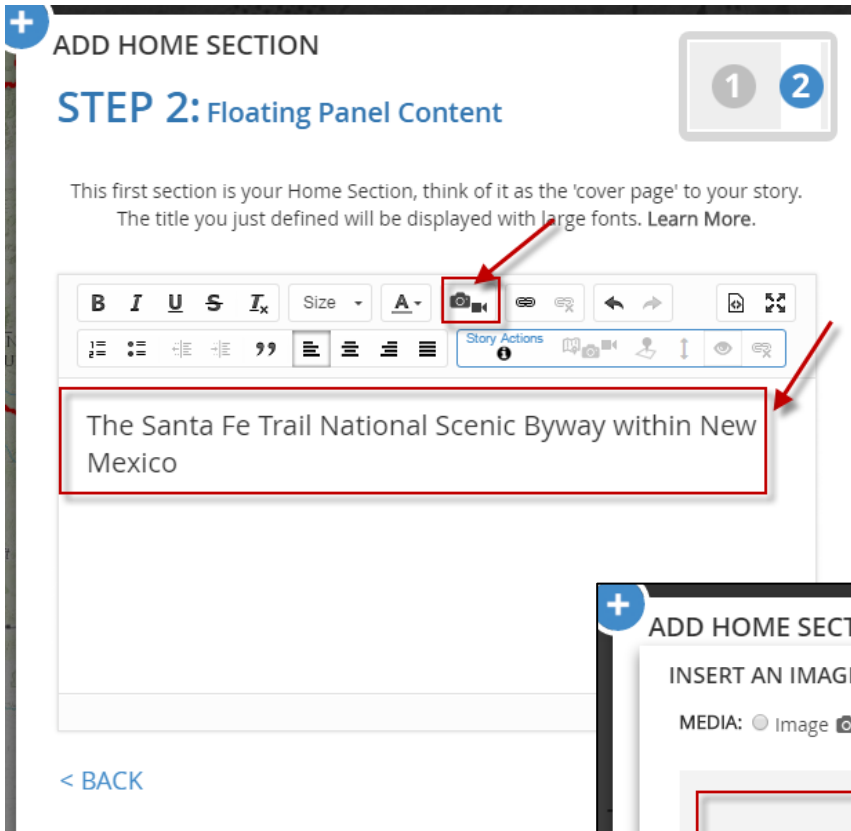 ADD HOME SECTION
STEP 2: Floating Panel Content
1 2
This first section is your Home Section, think of it as the 'cover page' to your story.
The title you just defined will be displayed with large fonts. Learn More.
B I U S Ix Size A
Story Actions
The Santa Fe Trail National Scenic Byway within New
Mexico
< BACK
ADD HOME SECT
INSERT AN IMAG
MEDIA: Image